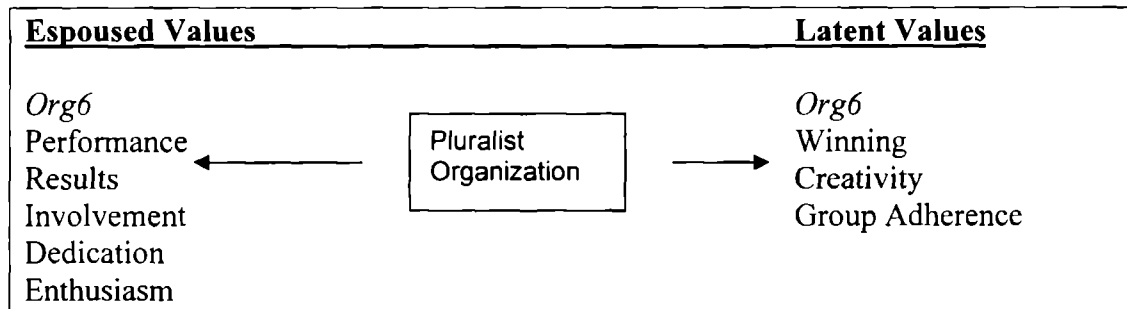 Espoused Values
Latent Values
Org6
Performance
Results
Involvement
Dedication
Enthusiasm
Pluralist
Organization
Org6
Winning
Creativity
Group Adherence